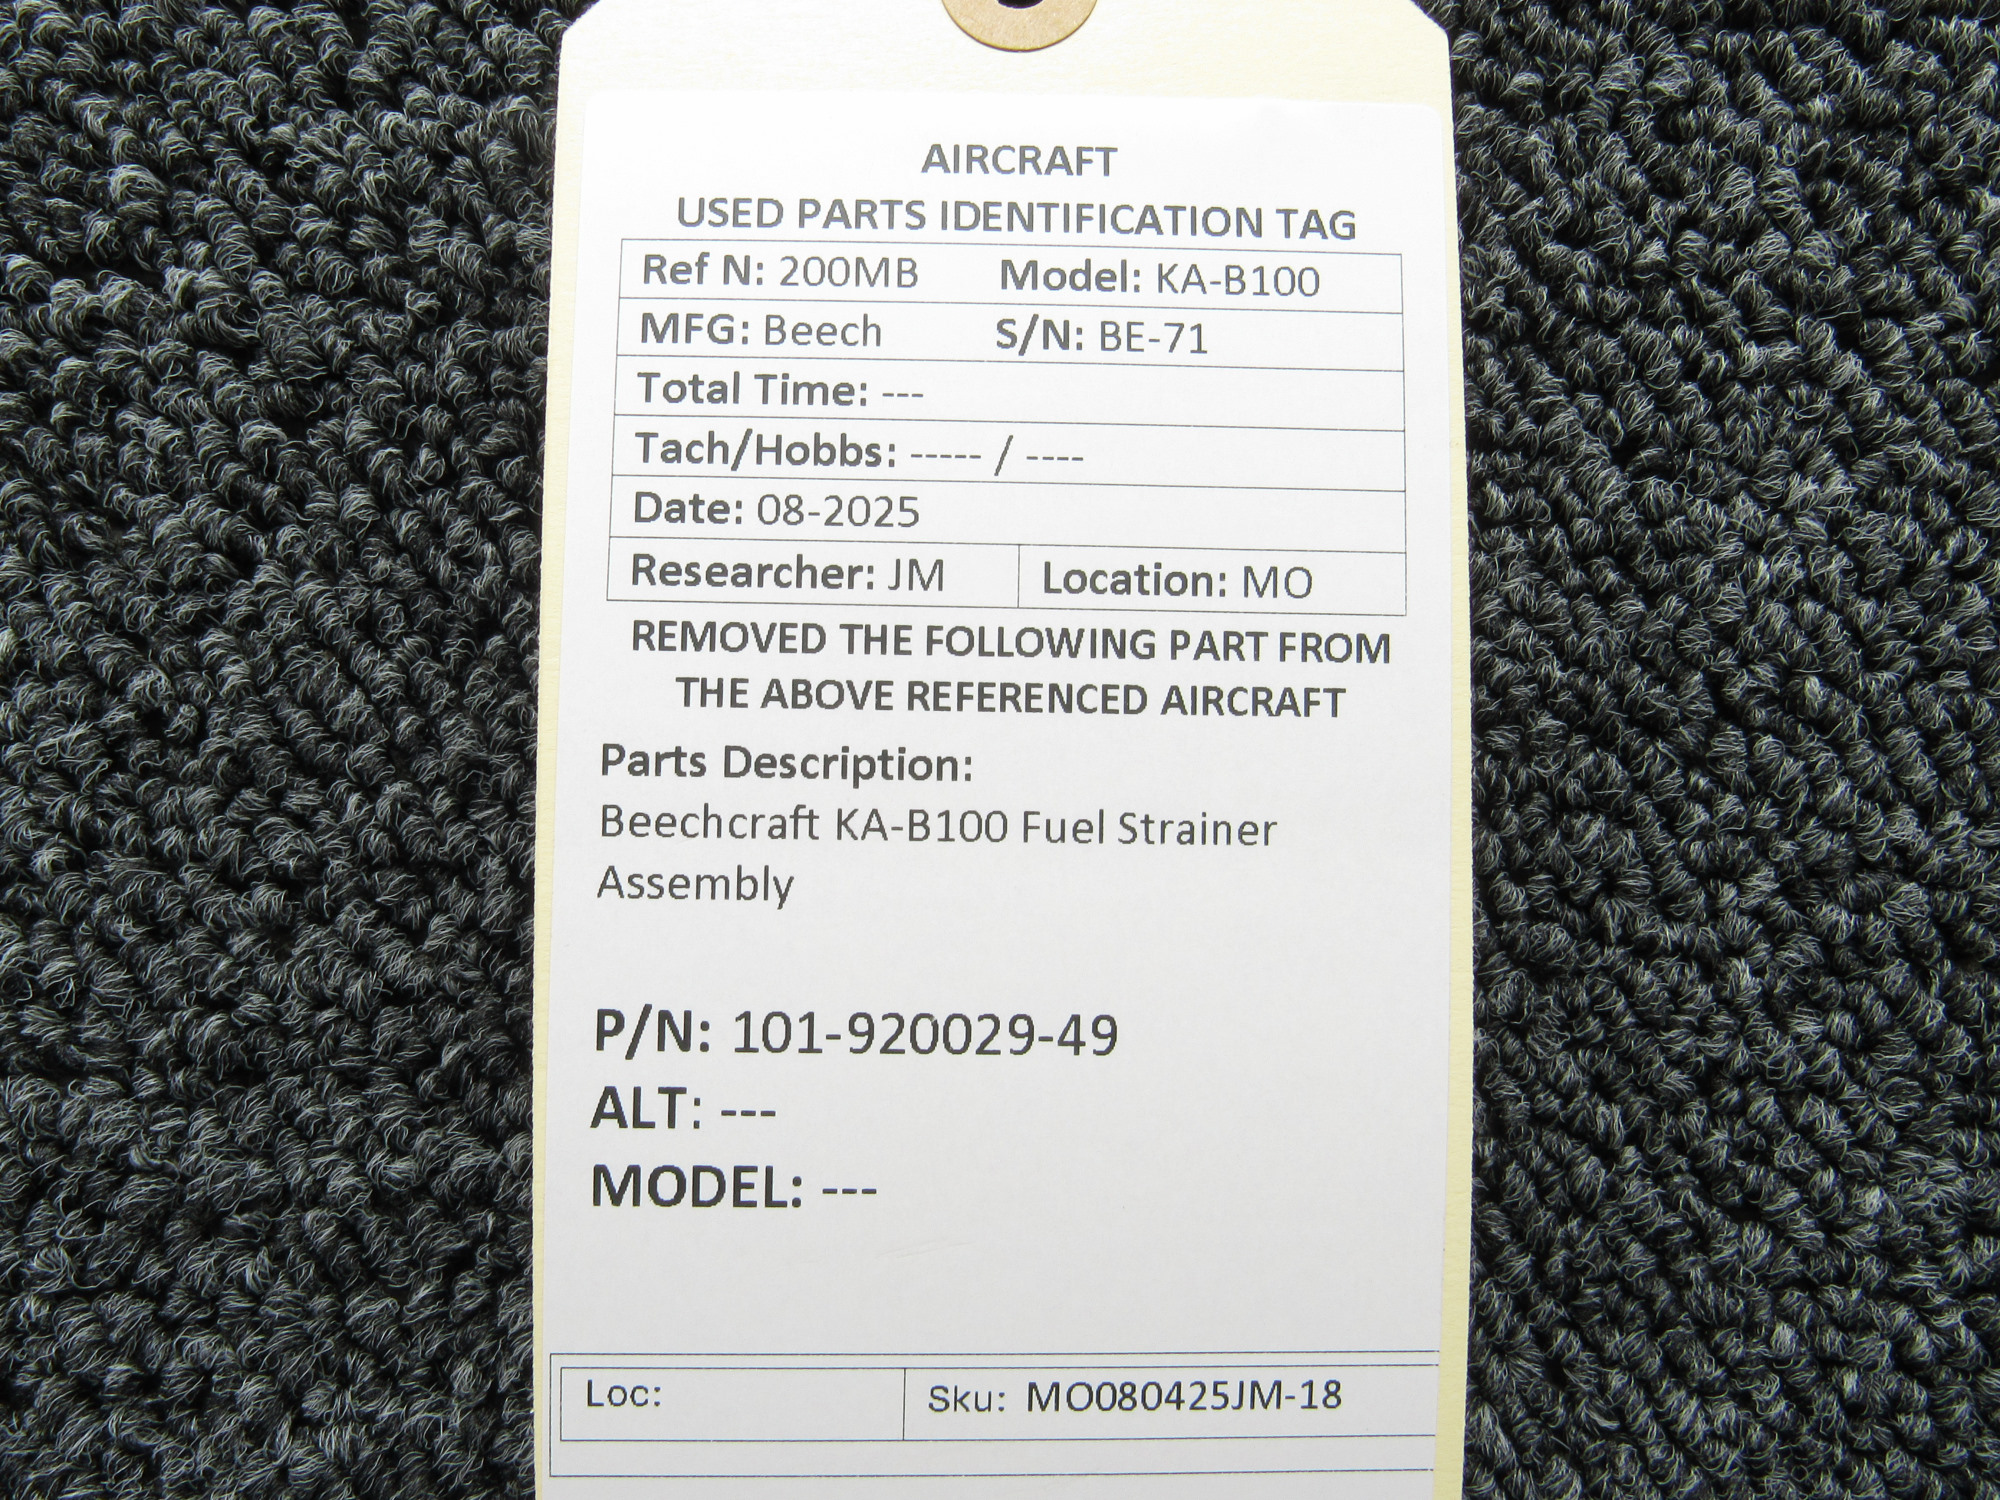 AIRCRAFT
USED PARTS IDENTIFICATION TAG
Ref N: 200MB Model: KA-B100
MFG: Beech S/N: BE-71
Total Time: ---
Tach/Hobbs: ----- / ----
Date: 08-2025
Researcher: JM Location: MO
REMOVED THE FOLLOWING PART FROM
THE ABOVE REFERENCED AIRCRAFT
Parts Description:
Beechcraft KA-B100 Fuel Strainer
Assembly
P/N: 101-920029-49
ALT: ---
MODEL: ---
Loc: Sku: MO080425JM-18